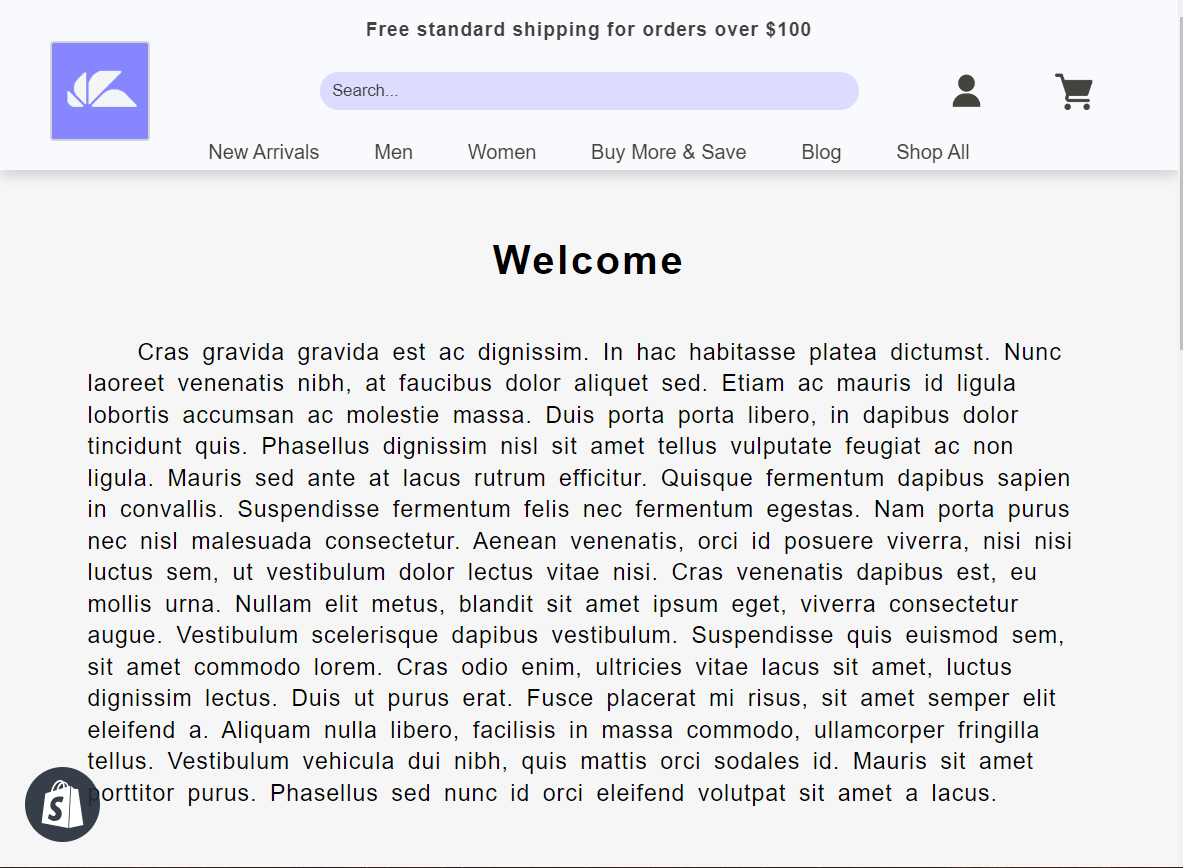 Free standard shipping for orders over $100
Search...
New Arrivals Men Women Buy More & Save Blog Shop All
Welcome
Cras gravida gravida est ac dignissim. In hac habitasse platea dictumst. Nunc
laoreet venenatis nibh, at faucibus dolor aliquet sed. Etiam ac mauris id ligula
lobortis accumsan ac molestie massa. Duis porta porta libero, in dapibus dolor
tincidunt quis. Phasellus dignissim nisl sit amet tellus vulputate feugiat ac non
ligula. Mauris sed ante at lacus rutrum efficitur. Quisque fermentum dapibus sapien
in convallis. Suspendisse fermentum felis nec fermentum egestas. Nam porta purus
nec nisl malesuada consectetur. Aenean venenatis, orci id posuere viverra, nisi nisi
luctus sem, ut vestibulum dolor lectus vitae nisi. Cras venenatis dapibus est, eu
mollis urna. Nullam elit metus, blandit sit amet ipsum eget, viverra consectetur
augue. Vestibulum scelerisque dapibus vestibulum. Suspendisse quis euismod sem,
sit amet commodo lorem. Cras odio enim, ultricies vitae lacus sit amet, luctus
dignissim lectus. Duis ut purus erat. Fusce placerat mi risus, sit amet semper elit
eleifend a. Aliquam nulla libero, facilisis in massa commodo, ullamcorper fringilla
tellus. Vestibulum vehicula dui nibh, quis mattis orci sodales id. Mauris sit amet
porttitor purus. Phasellus sed nunc id orci eleifend volutpat sit amet a lacus.
S